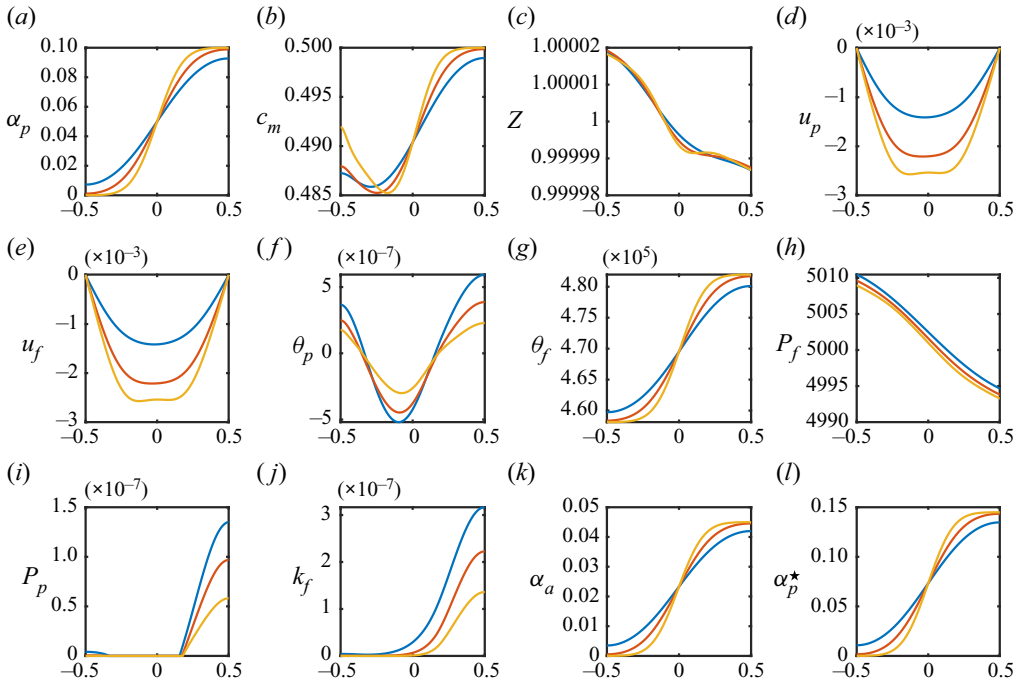 (a) (b) (c) (d)
(×10⁻³)
0.10 0.500 1.00002 0
0.08
0.495 1.00001 −1
0.06
α_p c_m Z 1 u_p
0.04
0.490 0.99999 −2
0.02
0 0.485 0.99998 −3
−0.5 0 0.5 −0.5 0 0.5 −0.5 0 0.5 −0.5 0 0.5
(e) (f) (g) (h)
(×10⁻³) (×10⁻⁷) (×10⁵)
0 5 4.80 5010
−1 4.75 5005
u_f θ_p 0 θ_f 4.70 P_f 5000
−2 4.65 4995
−3 −5 4.60 4990
−0.5 0 0.5 −0.5 0 0.5 −0.5 0 0.5 −0.5 0 0.5
(i) (j) (k) (l)
(×10⁻⁷) (×10⁻⁷)
1.5 3 0.05 0.15
0.04
1.0 2 0.03 0.10
P_p k_f α_a α_p^★
0.5 1 0.02 0.05
0.01
0 0 0 0
−0.5 0 0.5 −0.5 0 0.5 −0.5 0 0.5 −0.5 0 0.5